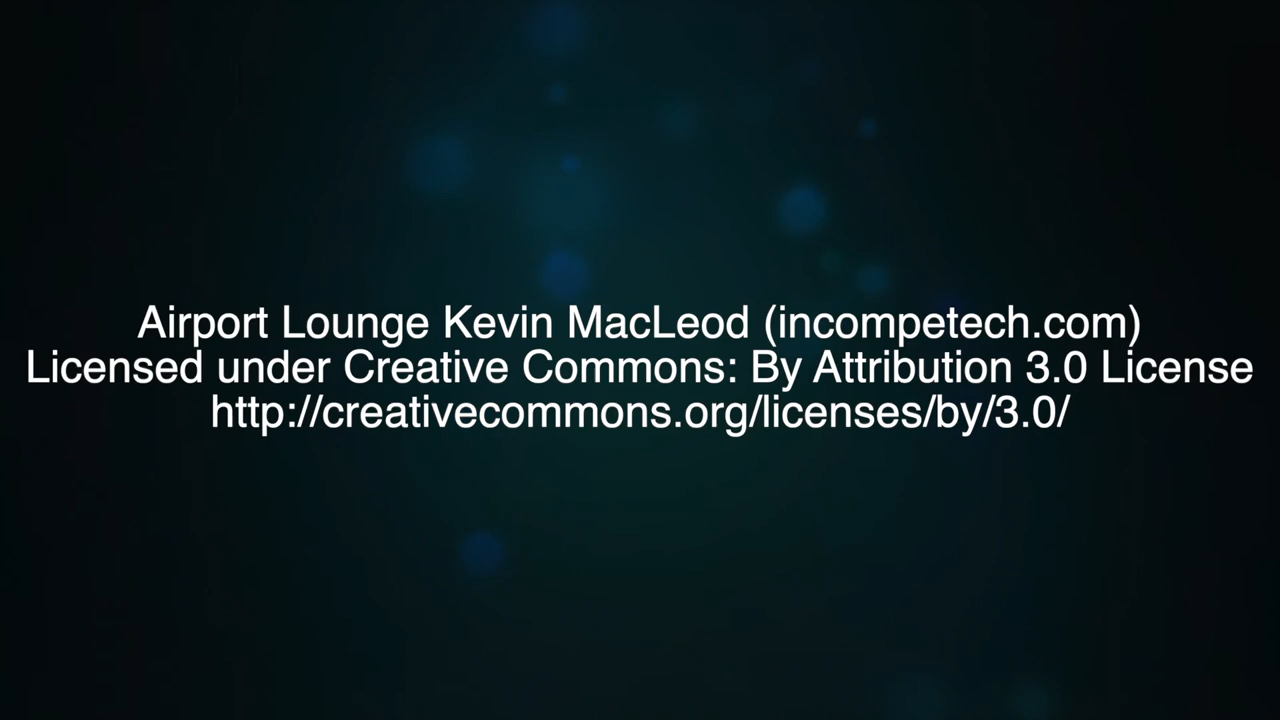 Airport Lounge Kevin MacLeod (incompetech.com)
Licensed under Creative Commons: By Attribution 3.0 License
http://creativecommons.org/licenses/by/3.0/